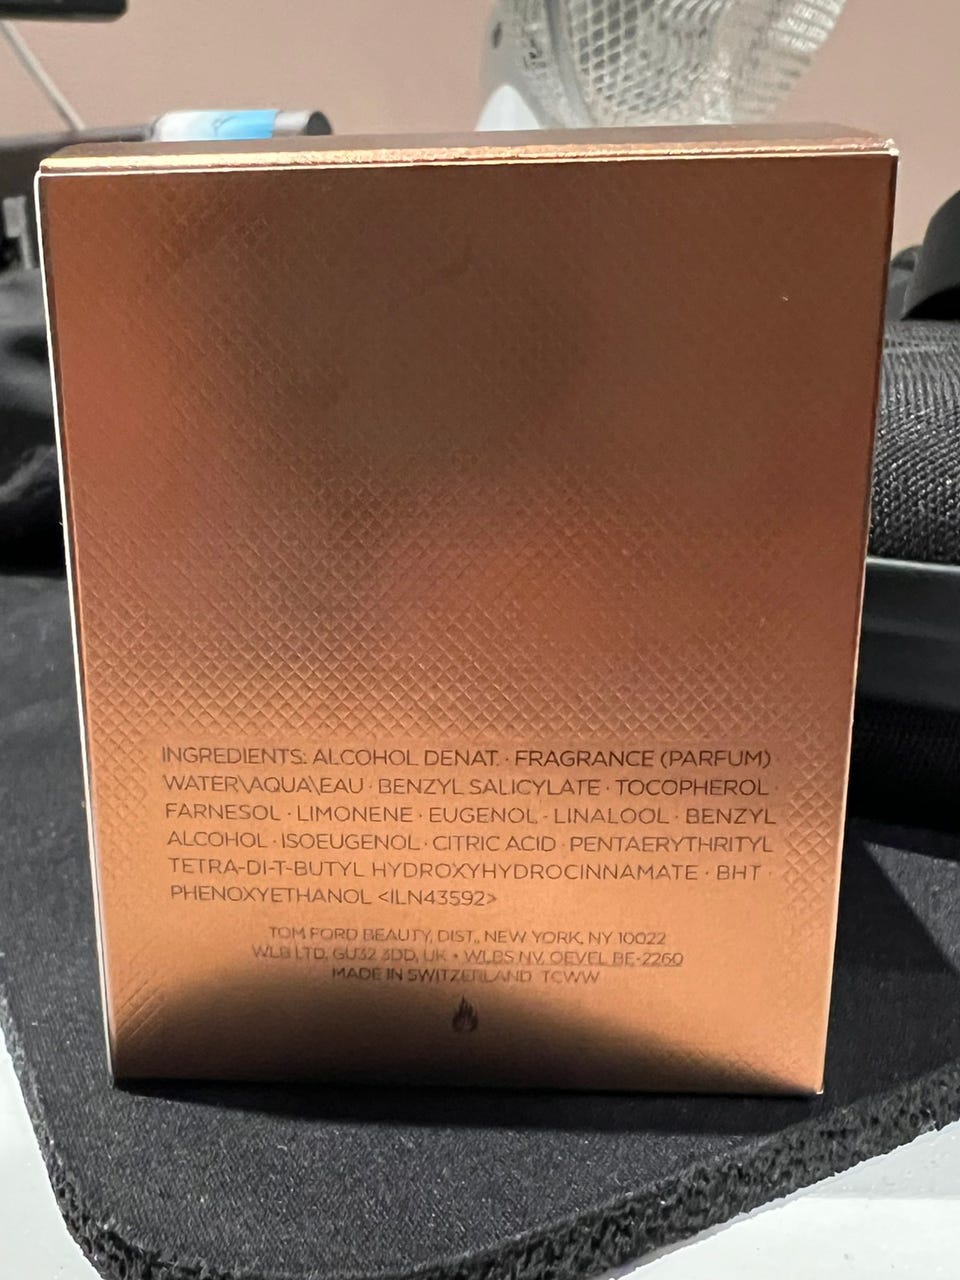 INGREDIENTS: ALCOHOL DENAT. · FRAGRANCE (PARFUM)
WATER\AQUA\EAU · BENZYL SALICYLATE · TOCOPHEROL ·
FARNESOL · LIMONENE · EUGENOL · LINALOOL · BENZYL
ALCOHOL · ISOEUGENOL · CITRIC ACID · PENTAERYTHRITYL
TETRA-DI-T-BUTYL HYDROXYHYDROCINNAMATE · BHT ·
PHENOXYETHANOL <ILN43592>
TOM FORD BEAUTY, DIST., NEW YORK, NY 10022
WLB LTD. GU32 3DD, UK • WLBS NV, OEVEL BE-2260
MADE IN SWITZERLAND TCWW